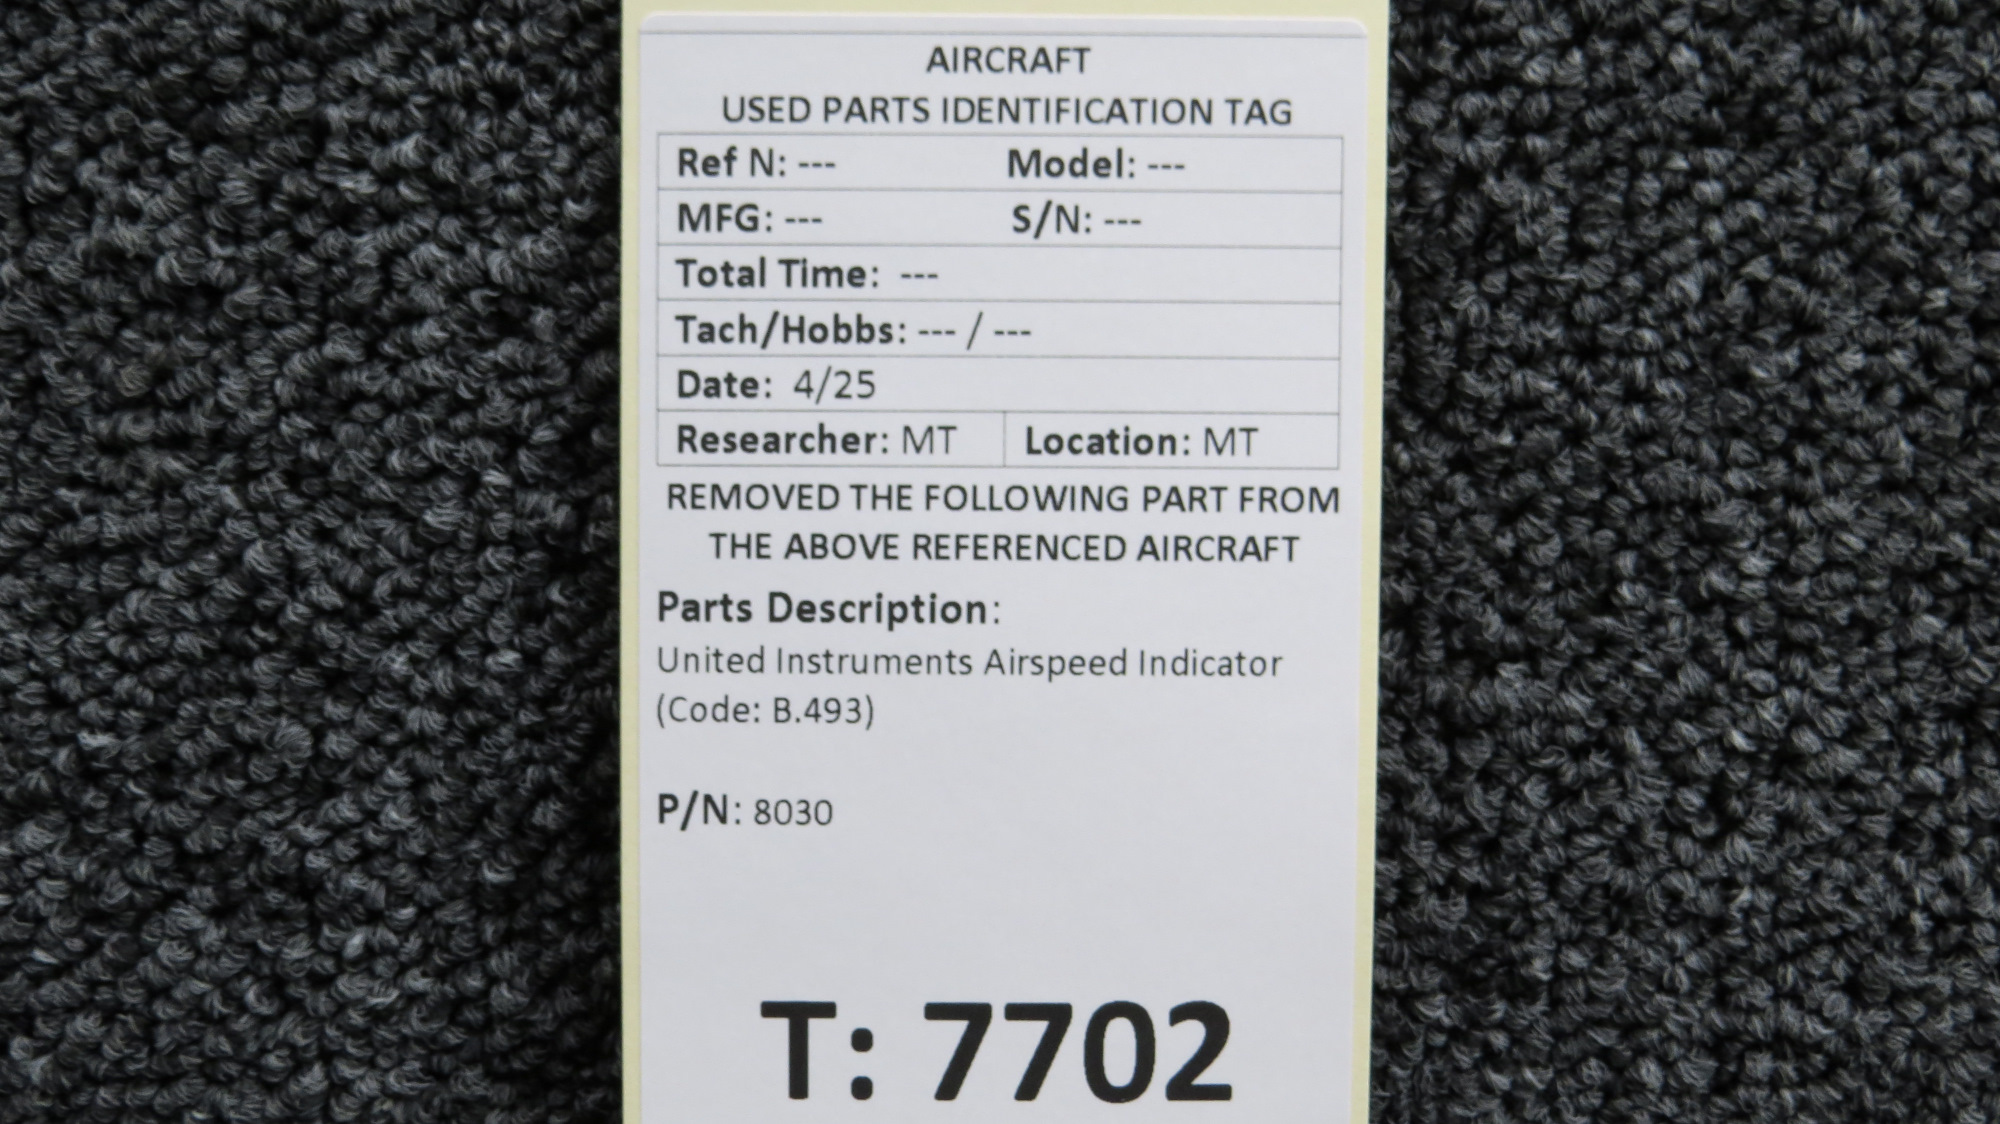 AIRCRAFT
USED PARTS IDENTIFICATION TAG
Ref N: --- Model: ---
MFG: --- S/N: ---
Total Time: ---
Tach/Hobbs: --- / ---
Date: 4/25
Researcher: MT Location: MT
REMOVED THE FOLLOWING PART FROM
THE ABOVE REFERENCED AIRCRAFT
Parts Description:
United Instruments Airspeed Indicator
(Code: B.493)
P/N: 8030
T: 7702